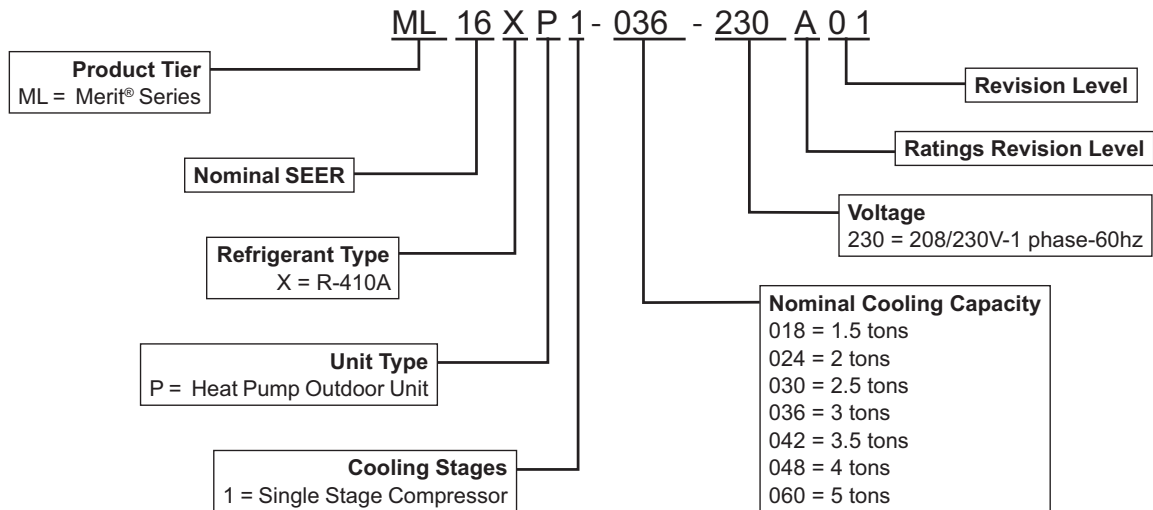 ML 16 X P 1 - 036 - 230 A 0 1
Product Tier
ML = Merit® Series
Revision Level
Ratings Revision Level
Nominal SEER
Voltage
230 = 208/230V-1 phase-60hz
Refrigerant Type
X = R-410A
Nominal Cooling Capacity
018 = 1.5 tons
024 = 2 tons
030 = 2.5 tons
036 = 3 tons
042 = 3.5 tons
048 = 4 tons
060 = 5 tons
Unit Type
P = Heat Pump Outdoor Unit
Cooling Stages
1 = Single Stage Compressor